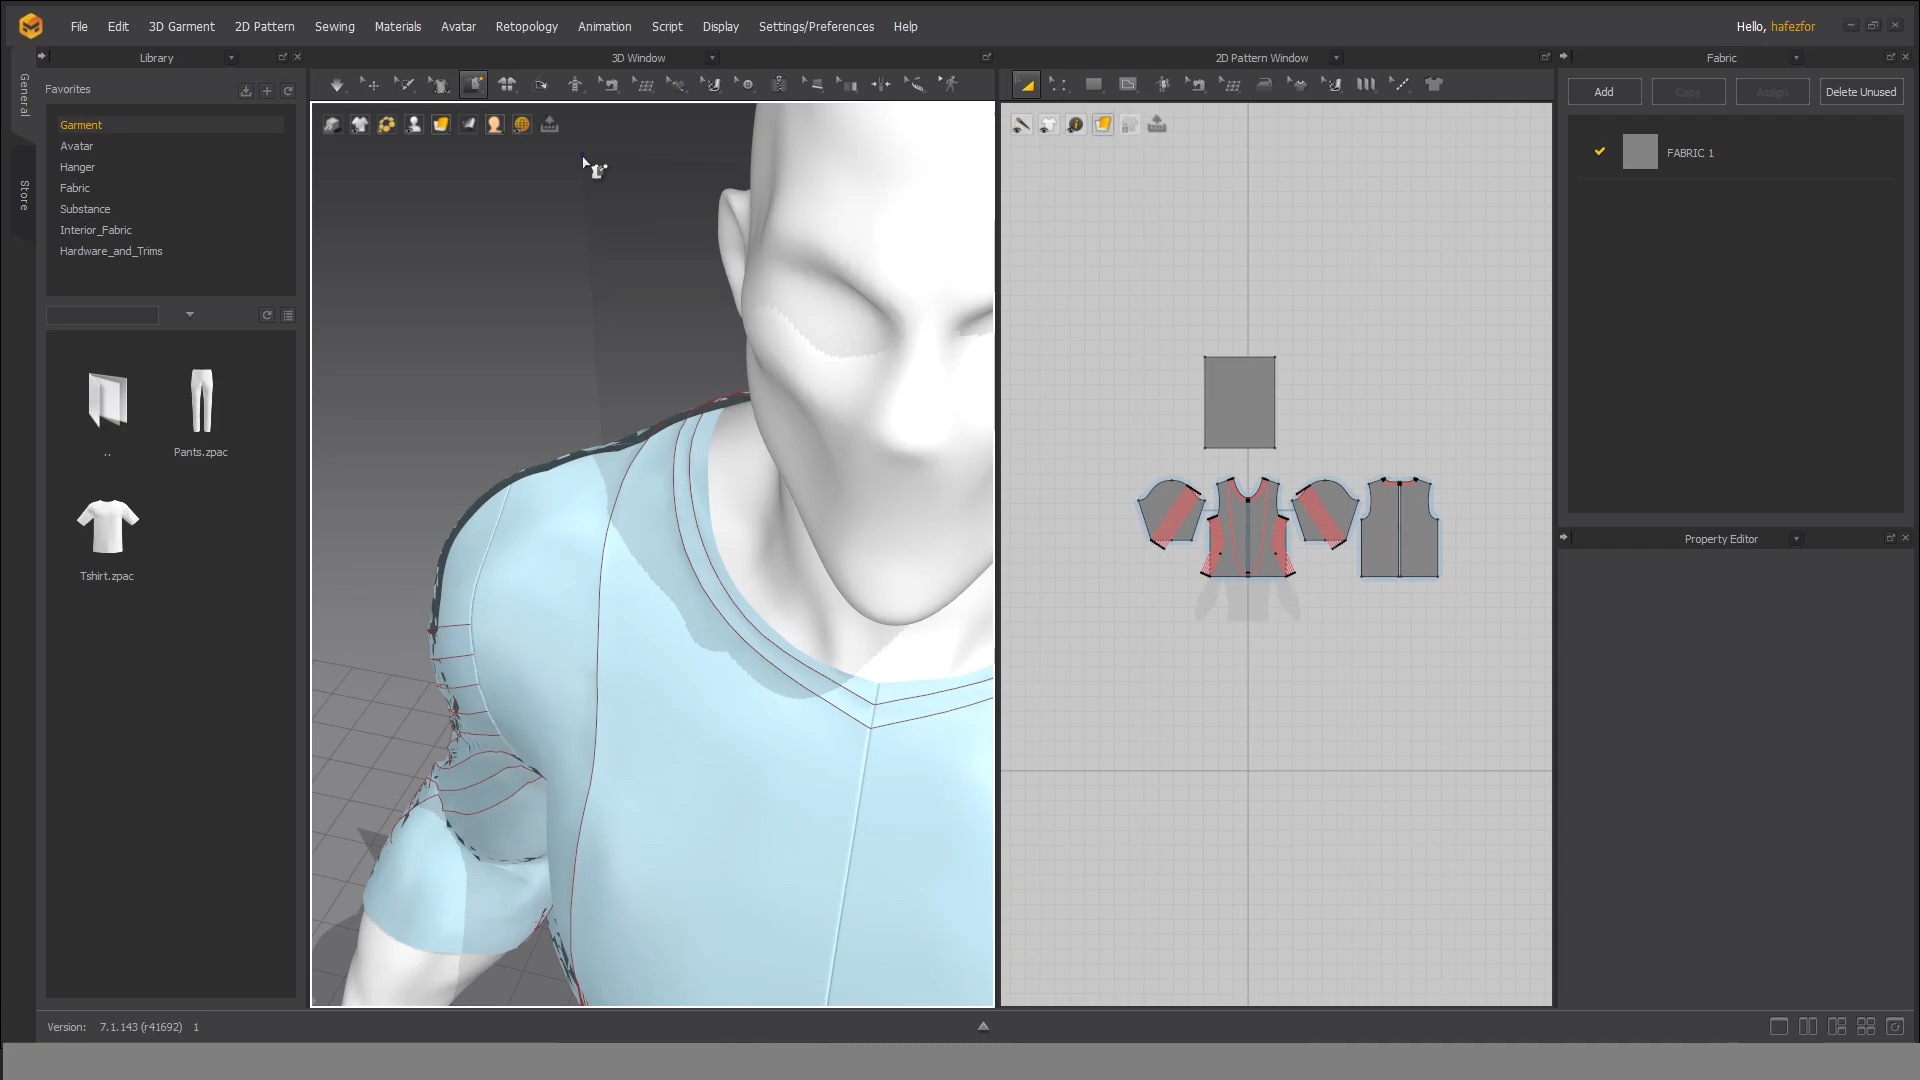 File Edit 3D Garment 2D Pattern Sewing Materials Avatar Retopology Animation Script Display Settings/Preferences Help
Hello, hafezfor
Library
3D Window
2D Pattern Window
Fabric
General
Store
Favorites
Garment
Avatar
Hanger
Fabric
Substance
Interior_Fabric
Hardware_and_Trims
..
Pants.zpac
Tshirt.zpac
Add
Copy
Assign
Delete Unused
FABRIC 1
Property Editor
Version: 7.1.143 (r41692) 1